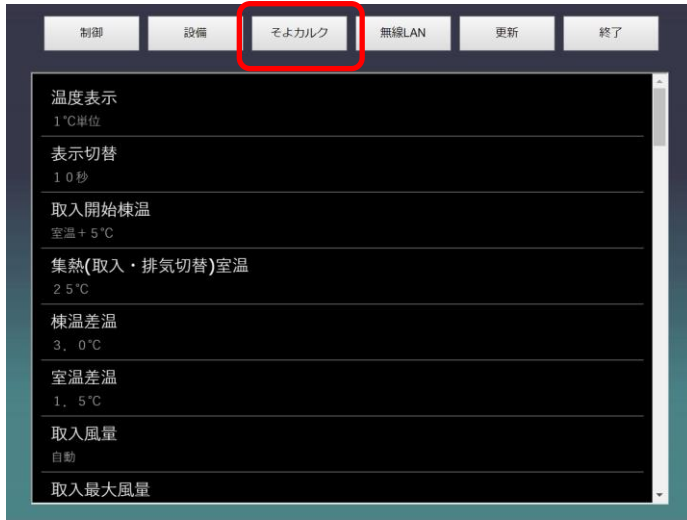 制御 設備 そよカルク 無線LAN 更新 終了
温度表示
1℃単位
表示切替
１０秒
取入開始棟温
室温＋５℃
集熱(取入・排気切替)室温
２５℃
棟温差温
３．０℃
室温差温
１．５℃
取入風量
自動
取入最大風量